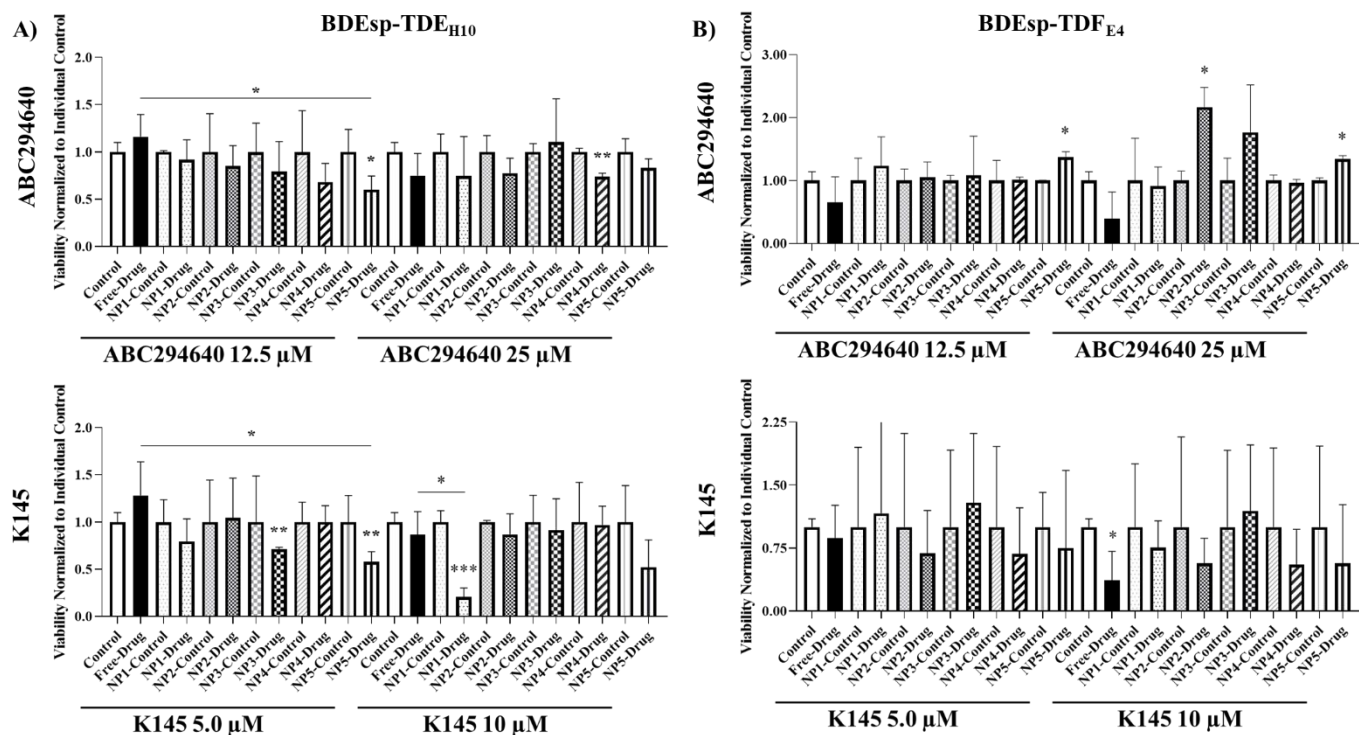 A)
BDEsp-TDE_H10
ABC294640
Viability Normalized to Individual Control
2.0
1.5
1.0
0.5
0.0
*
*
**
Control
Free-Drug
NP1-Control
NP1-Drug
NP2-Control
NP2-Drug
NP3-Control
NP3-Drug
NP4-Control
NP4-Drug
NP5-Control
NP5-Drug
Control
Free-Drug
NP1-Control
NP1-Drug
NP2-Control
NP2-Drug
NP3-Control
NP3-Drug
NP4-Control
NP4-Drug
NP5-Control
NP5-Drug
ABC294640 12.5 µM
ABC294640 25 µM
K145
Viability Normalized to Individual Control
2.0
1.5
1.0
0.5
0.0
*
**
**
*
***
Control
Free-Drug
NP1-Control
NP1-Drug
NP2-Control
NP2-Drug
NP3-Control
NP3-Drug
NP4-Control
NP4-Drug
NP5-Control
NP5-Drug
Control
Free-Drug
NP1-Control
NP1-Drug
NP2-Control
NP2-Drug
NP3-Control
NP3-Drug
NP4-Control
NP4-Drug
NP5-Control
NP5-Drug
K145 5.0 µM
K145 10 µM
B)
BDEsp-TDF_E4
ABC294640
Viability Normalized to Individual Control
3.00
2.00
1.00
0.00
*
*
*
Control
Free-Drug
NP1-Control
NP1-Drug
NP2-Control
NP2-Drug
NP3-Control
NP3-Drug
NP4-Control
NP4-Drug
NP5-Control
NP5-Drug
Control
Free-Drug
NP1-Control
NP1-Drug
NP2-Control
NP2-Drug
NP3-Control
NP3-Drug
NP4-Control
NP4-Drug
NP5-Control
NP5-Drug
ABC294640 12.5 µM
ABC294640 25 µM
K145
Viability Normalized to Individual Control
2.25
1.50
0.75
0.00
*
Control
Free-Drug
NP1-Control
NP1-Drug
NP2-Control
NP2-Drug
NP3-Control
NP3-Drug
NP4-Control
NP4-Drug
NP5-Control
NP5-Drug
Control
Free-Drug
NP1-Control
NP1-Drug
NP2-Control
NP2-Drug
NP3-Control
NP3-Drug
NP4-Control
NP4-Drug
NP5-Control
NP5-Drug
K145 5.0 µM
K145 10 µM